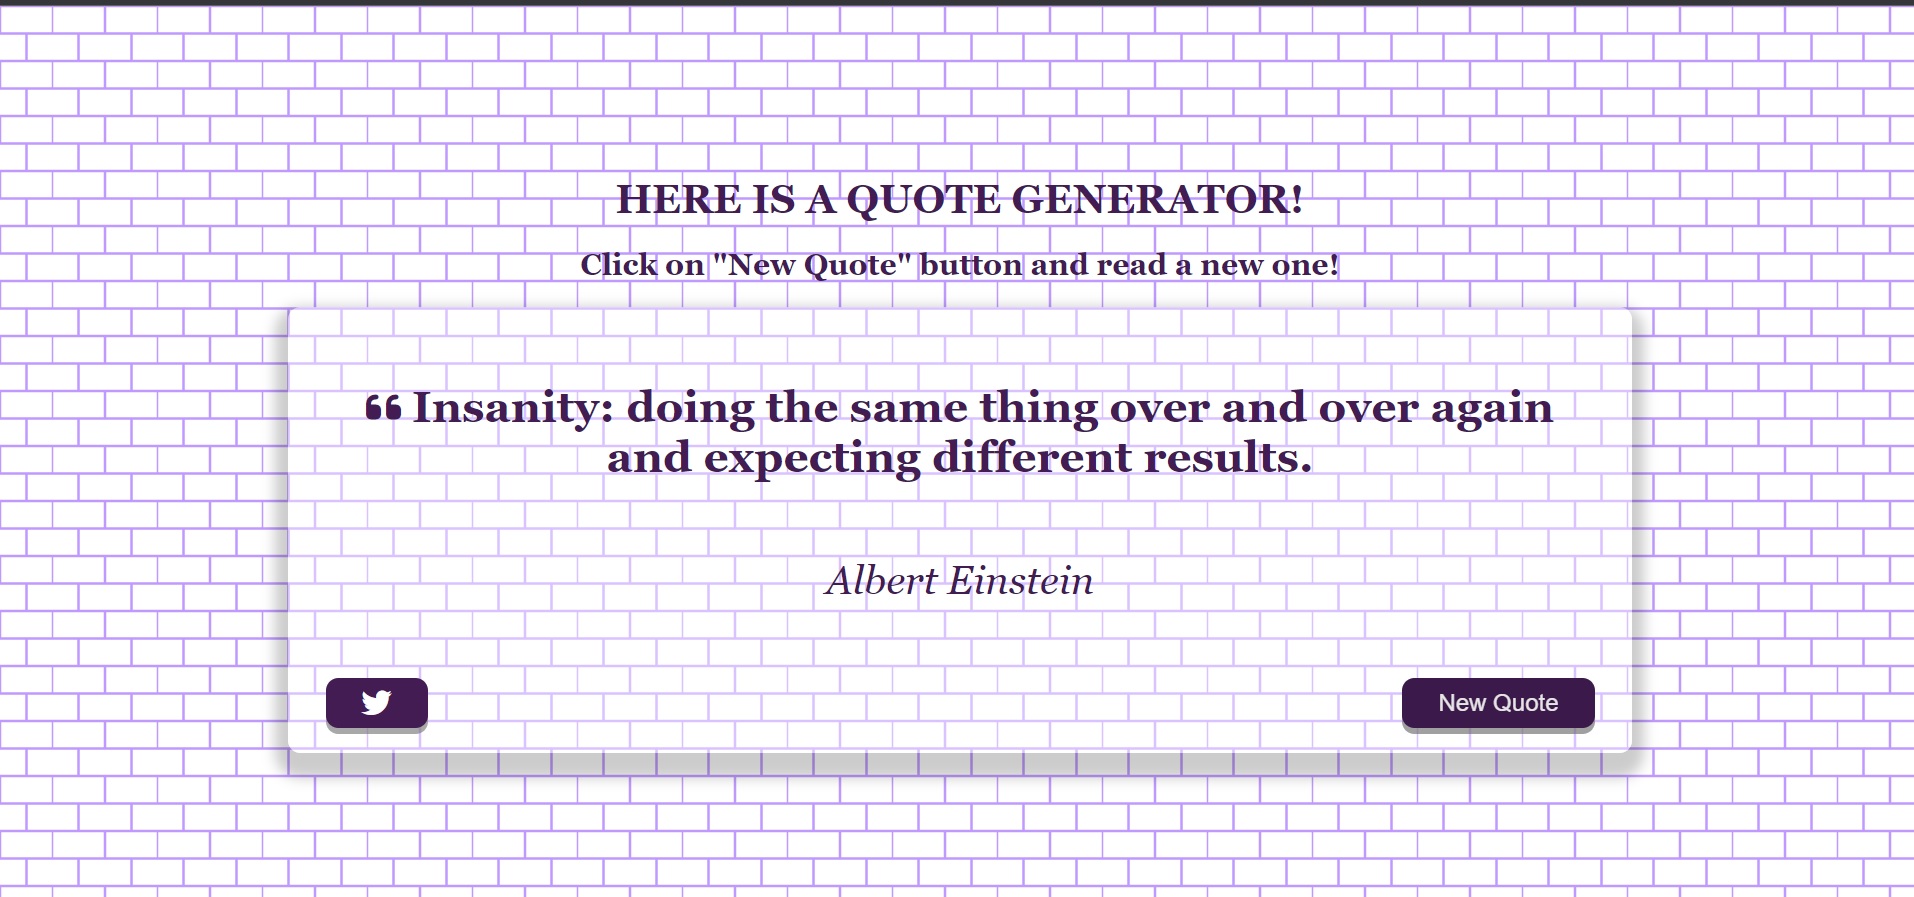 HERE IS A QUOTE GENERATOR!
Click on "New Quote" button and read a new one!
“ Insanity: doing the same thing over and over again
and expecting different results.
Albert Einstein
New Quote